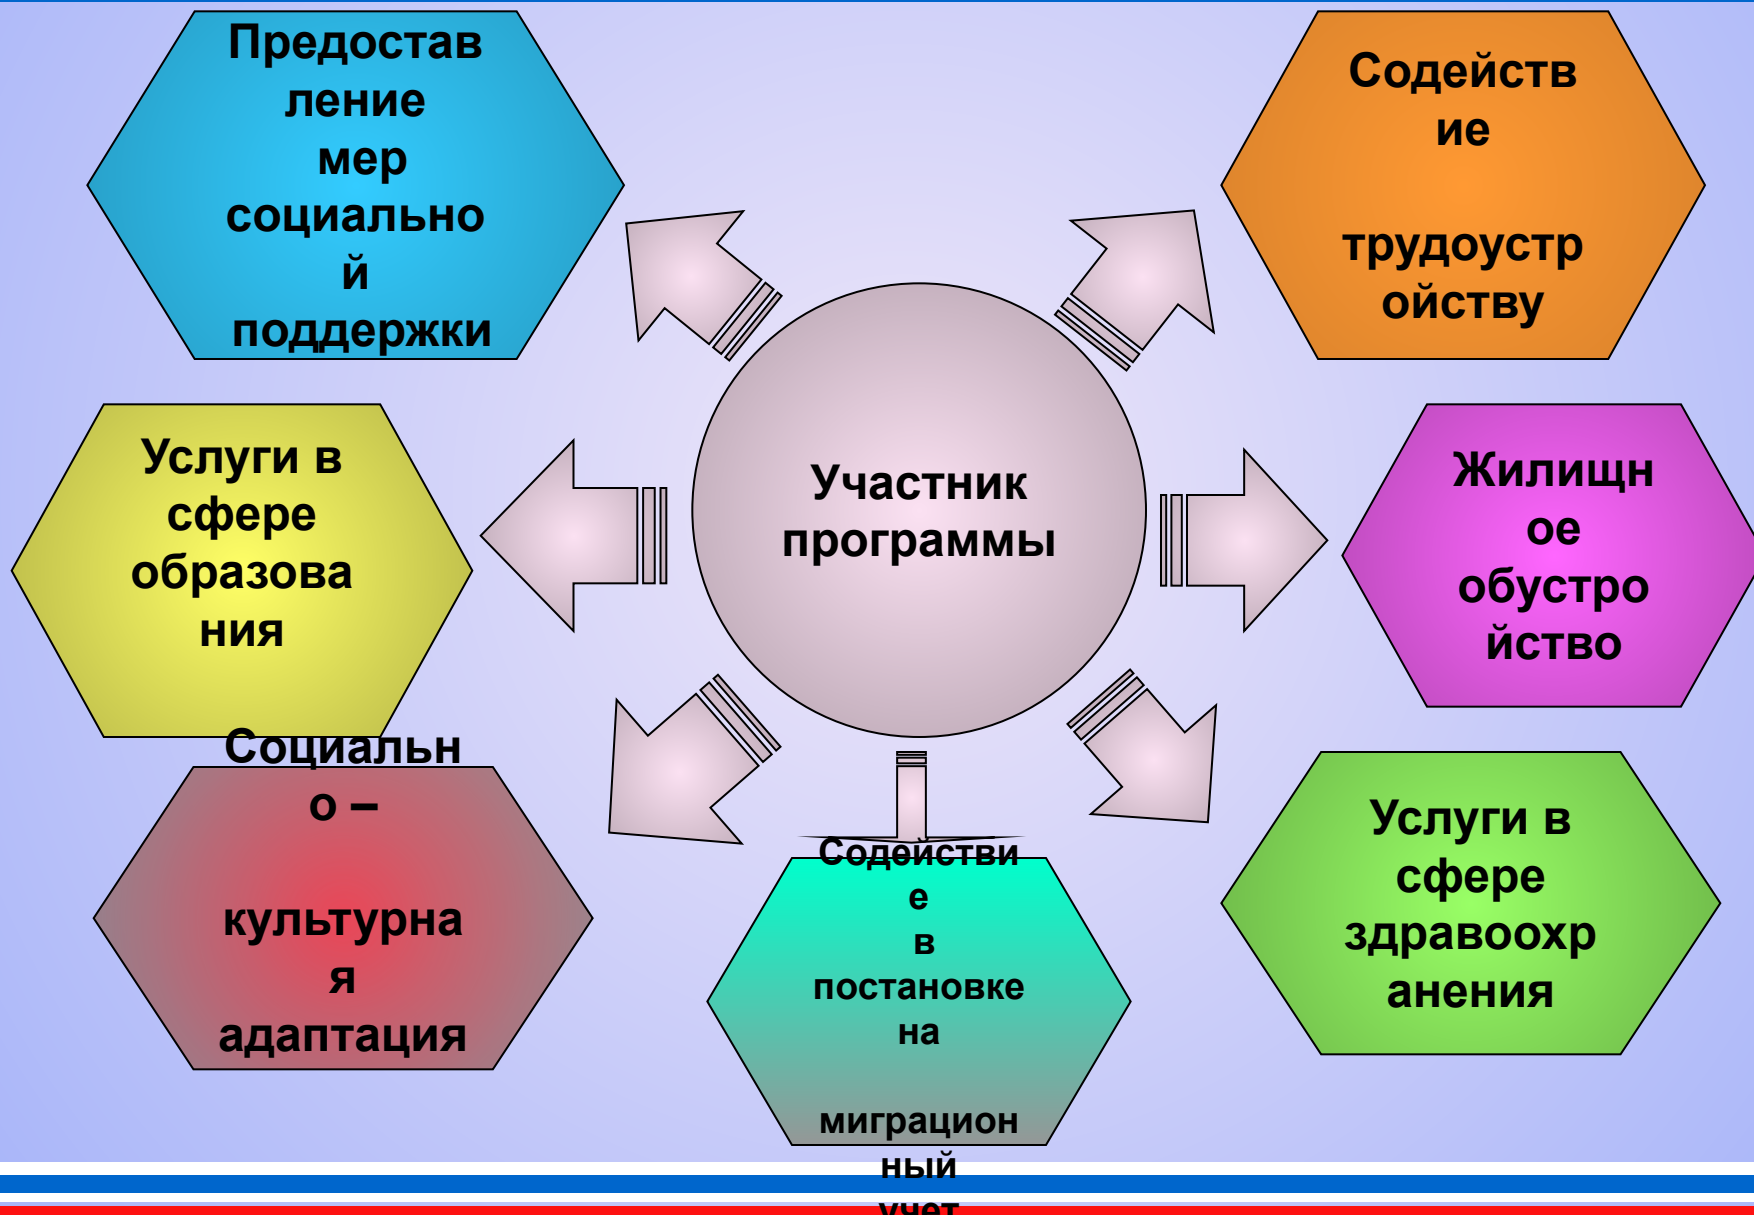 Предостав
ление
мер
социально
й
поддержки
Содейств
ие
трудоустр
ойству
Участник
программы
Услуги в
сфере
образова
ния
Жилищн
ое
обустро
йство
Социальн
о –
культурна
я
адаптация
Содействи
е
в
постановке
на
миграцион
ный
учет
Услуги в
сфере
здравоохр
анения